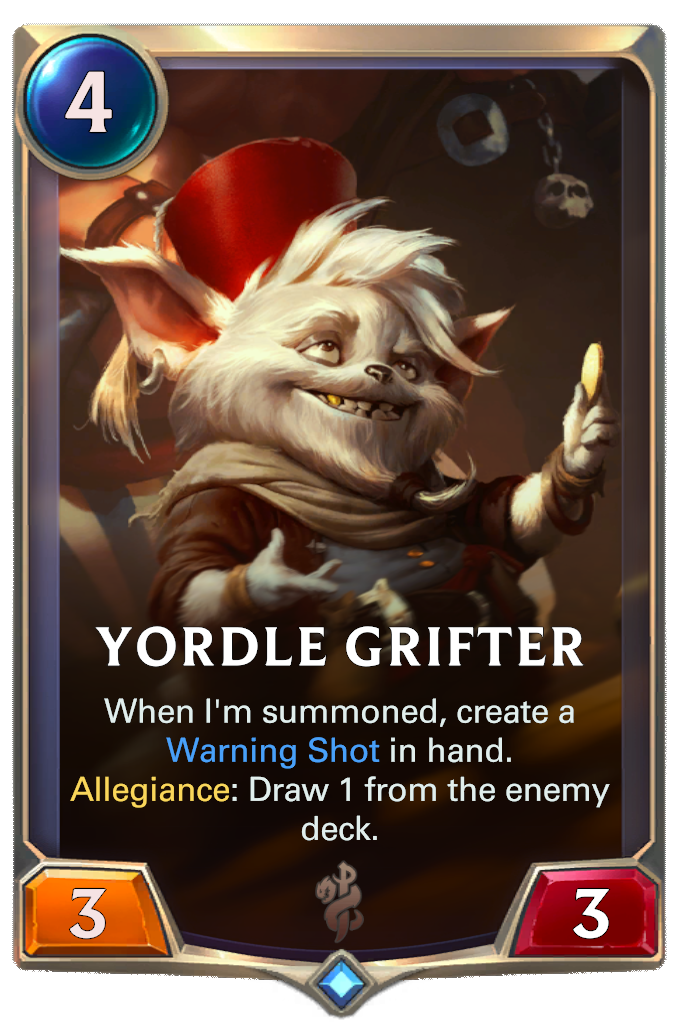 4
YORDLE GRIFTER
When I'm summoned, create a
Warning Shot in hand.
Allegiance: Draw 1 from the enemy
deck.
3
3